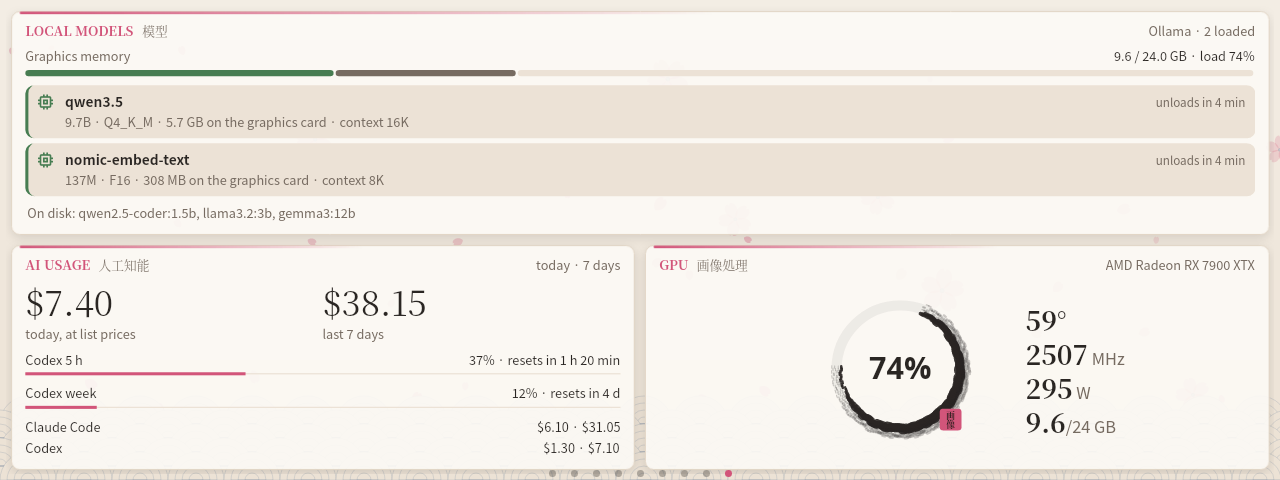 LOCAL MODELS 模型
Ollama · 2 loaded
Graphics memory
9.6 / 24.0 GB · load 74%
qwen3.5
unloads in 4 min
9.7B · Q4_K_M · 5.7 GB on the graphics card · context 16K
nomic-embed-text
unloads in 4 min
137M · F16 · 308 MB on the graphics card · context 8K
On disk: qwen2.5-coder:1.5b, llama3.2:3b, gemma3:12b
AI USAGE 人工知能
today · 7 days
$7.40
$38.15
today, at list prices
last 7 days
Codex 5 h
37% · resets in 1 h 20 min
Codex week
12% · resets in 4 d
Claude Code
$6.10 · $31.05
Codex
$1.30 · $7.10
GPU 画像処理
AMD Radeon RX 7900 XTX
74%
画像
59°
2507 MHz
295 W
9.6/24 GB